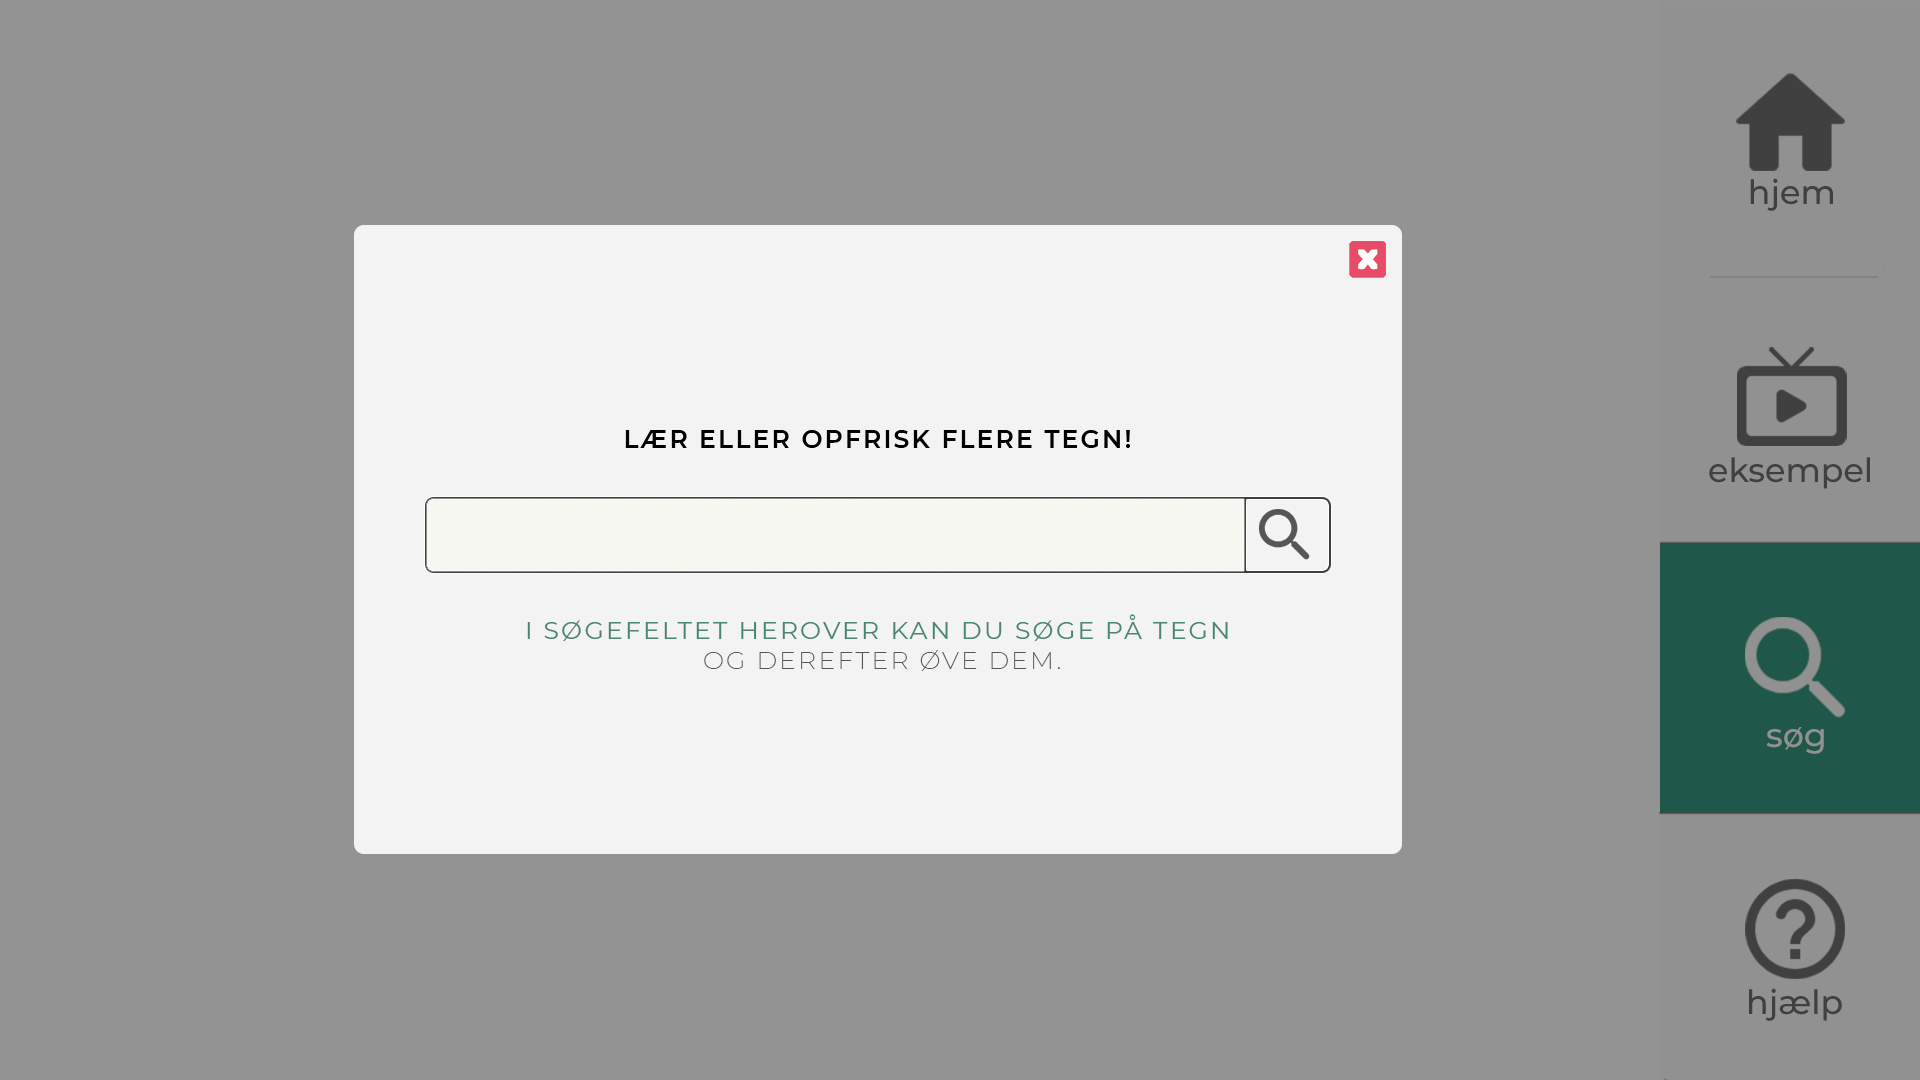 LÆR ELLER OPFRISK FLERE TEGN!
I SØGEFELTET HEROVER KAN DU SØGE PÅ TEGN
OG DEREFTER ØVE DEM.
hjem
eksempel
søg
hjælp